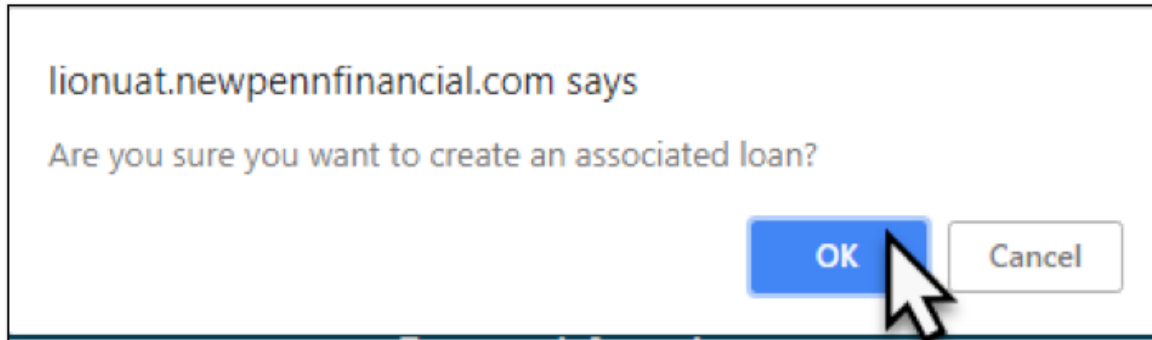 lionuat.newpennfinancial.com says
Are you sure you want to create an associated loan?
OK Cancel